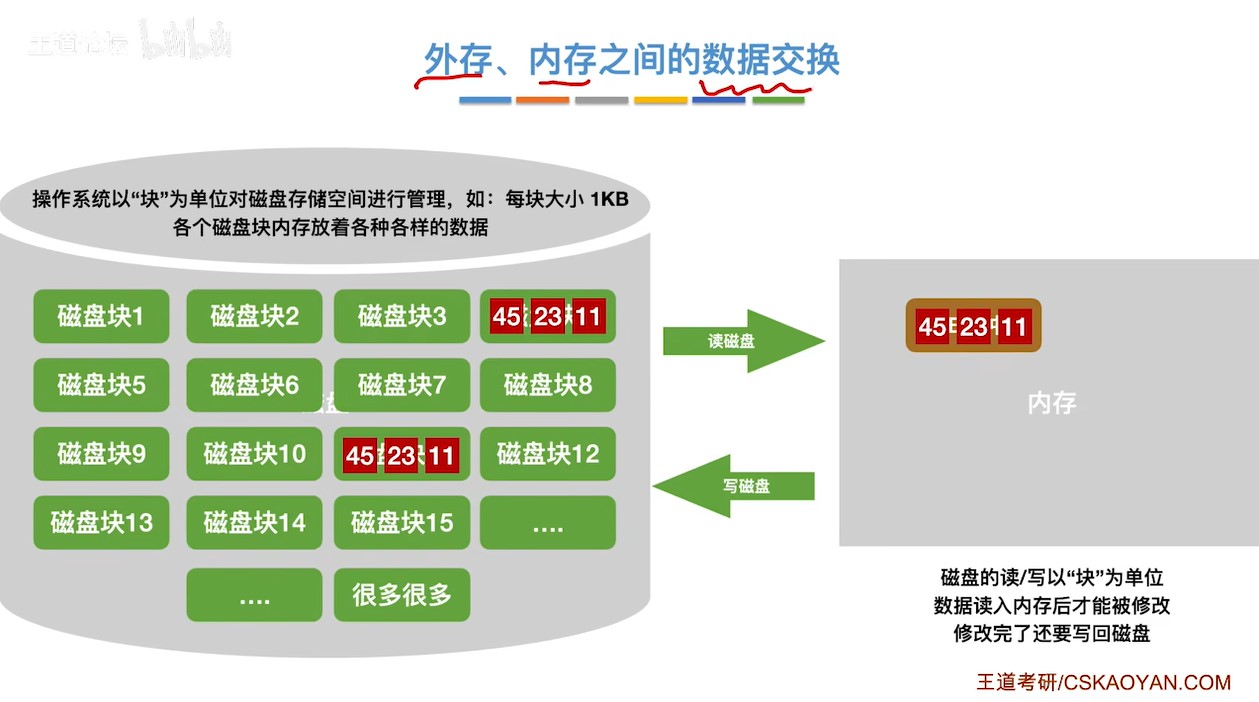 王道论坛 bilibili
外存、内存之间的数据交换
操作系统以“块”为单位对磁盘存储空间进行管理，如：每块大小 1KB
各个磁盘块内存放着各种各样的数据
磁盘块1 磁盘块2 磁盘块3 45 23 11
磁盘块5 磁盘块6 磁盘块7 磁盘块8
磁盘块9 磁盘块10 45 23 11 磁盘块12
磁盘块13 磁盘块14 磁盘块15 ....
.... 很多很多
读磁盘
写磁盘
45 23 11
内存
磁盘的读/写以“块”为单位
数据读入内存后才能被修改
修改完了还要写回磁盘
王道考研/CSKAOYAN.COM